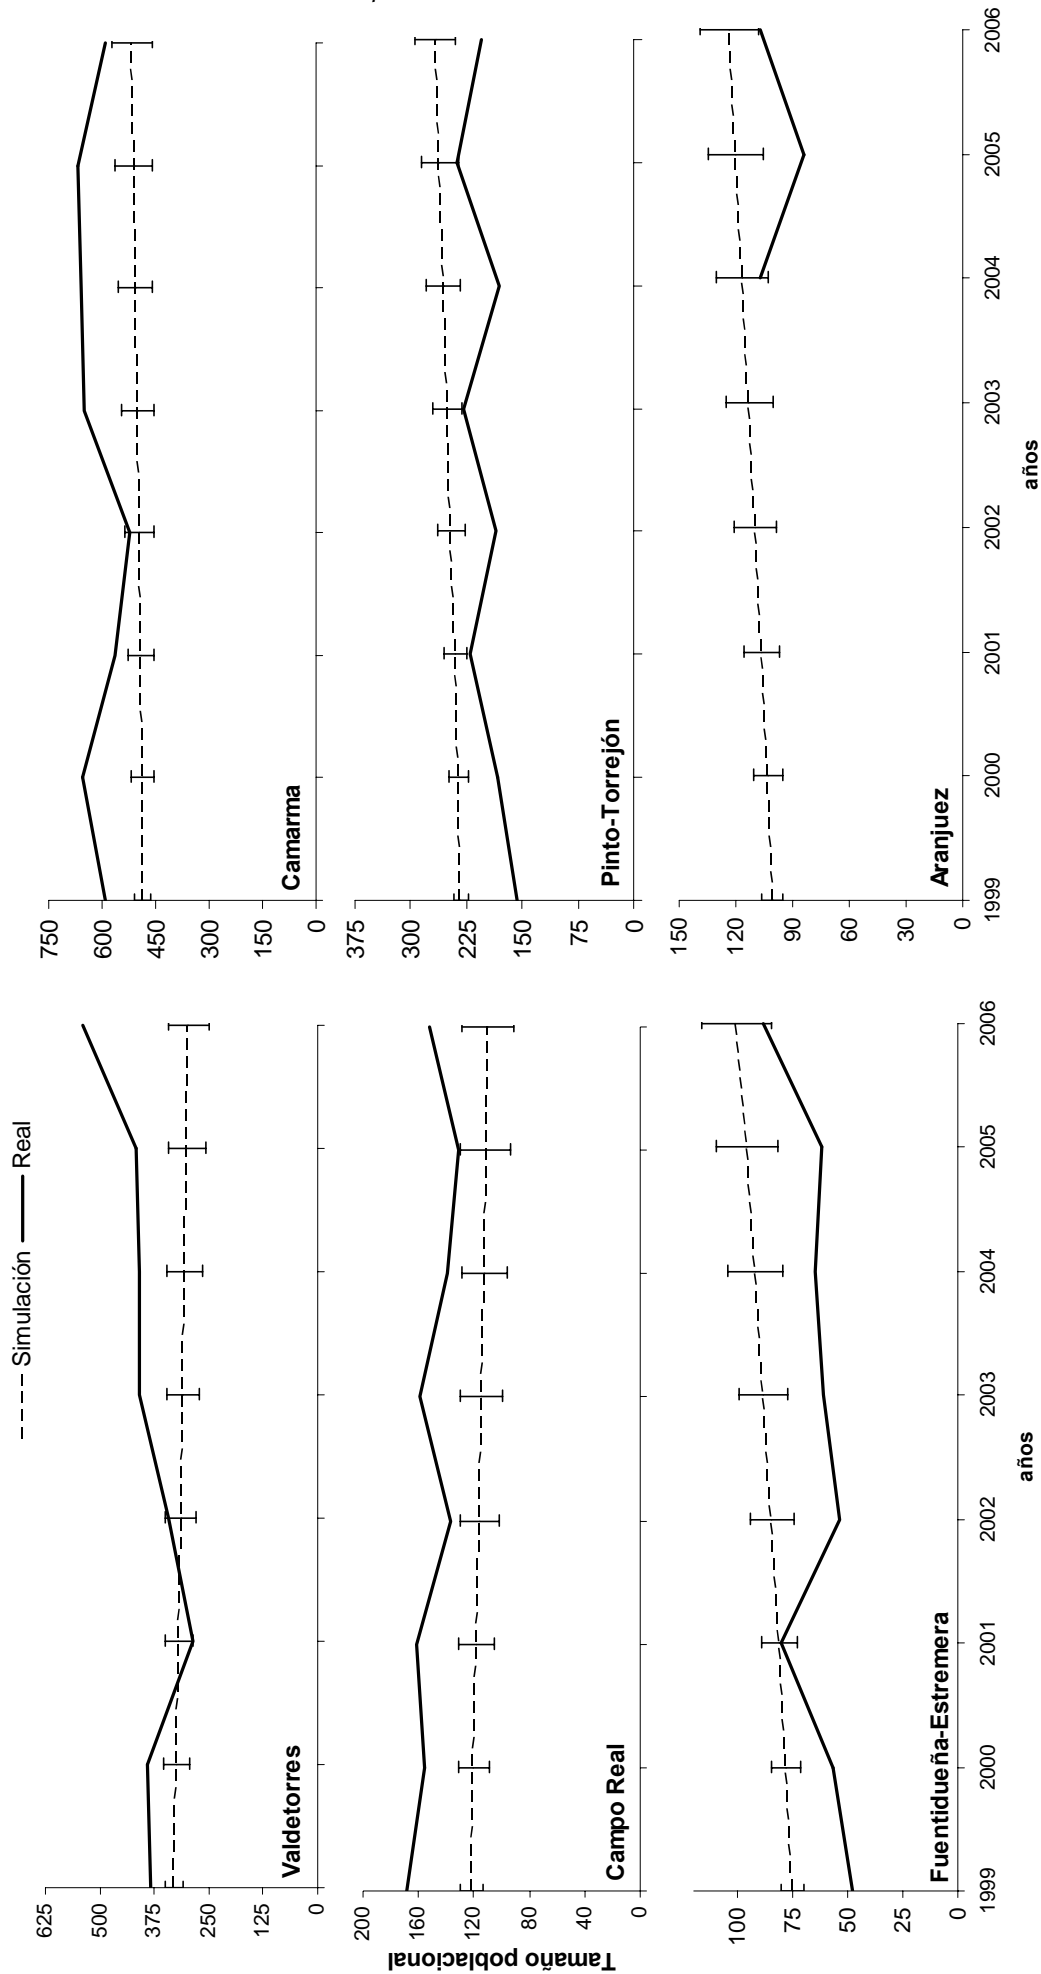 --- Simulación — Real
625
500
375
250
125
0
Valdetorres
750
600
450
300
150
0
Camarma
Tamaño poblacional
200
160
120
80
40
0
Campo Real
375
300
225
150
75
0
Pinto-Torrejón
100
75
50
25
0
Fuentidueña-Estremera
1999 2000 2001 2002 2003 2004 2005 2006
años
150
120
90
60
30
0
Aranjuez
1999 2000 2001 2002 2003 2004 2005 2006
años